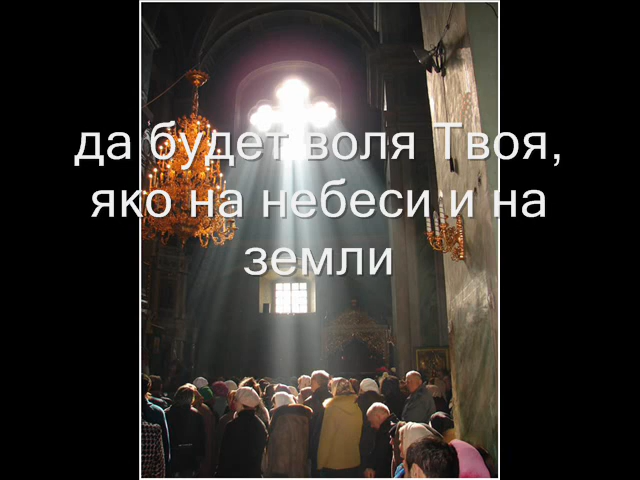 да будет воля Твоя,
яко на небеси и на
земли